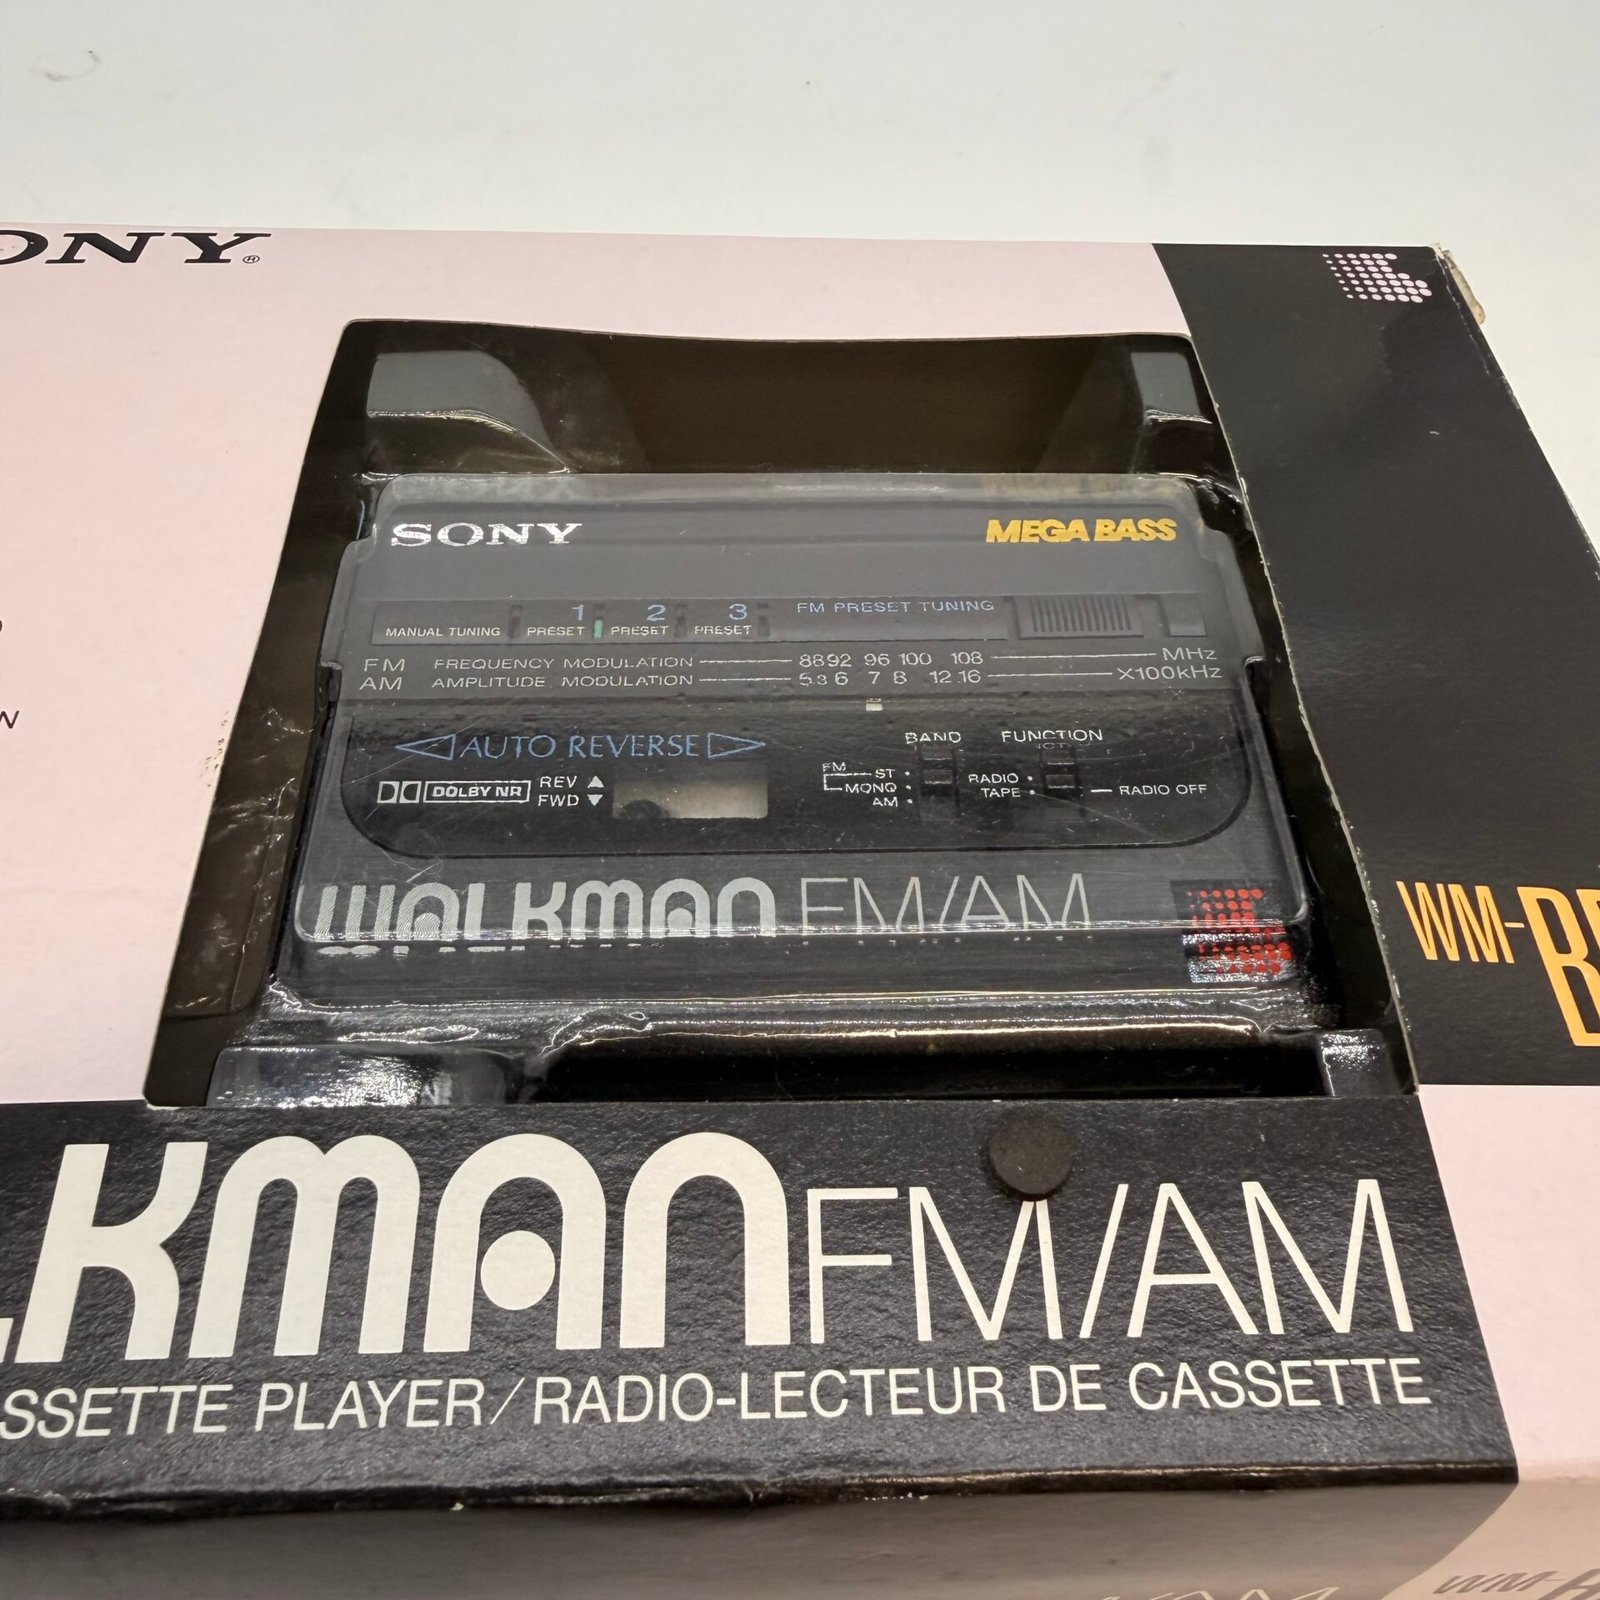 ONY®
SONY
MEGA BASS
1 2 3 FM PRESET TUNING
MANUAL TUNING PRESET PRESET PRESET
FM FREQUENCY MODULATION 88 92 96 100 108 MHz
AM AMPLITUDE MODULATION 5.3 6 7 8 12 16 X100kHz
W
AUTO REVERSE
BAND FUNCTION
DOLBY NR REV FWD
FM ST RADIO
MONO TAPE RADIO OFF
AM
WALKMAN FM/AM
WM-B
LKMAN FM/AM
SSETTE PLAYER/RADIO-LECTEUR DE CASSETTE
WM-